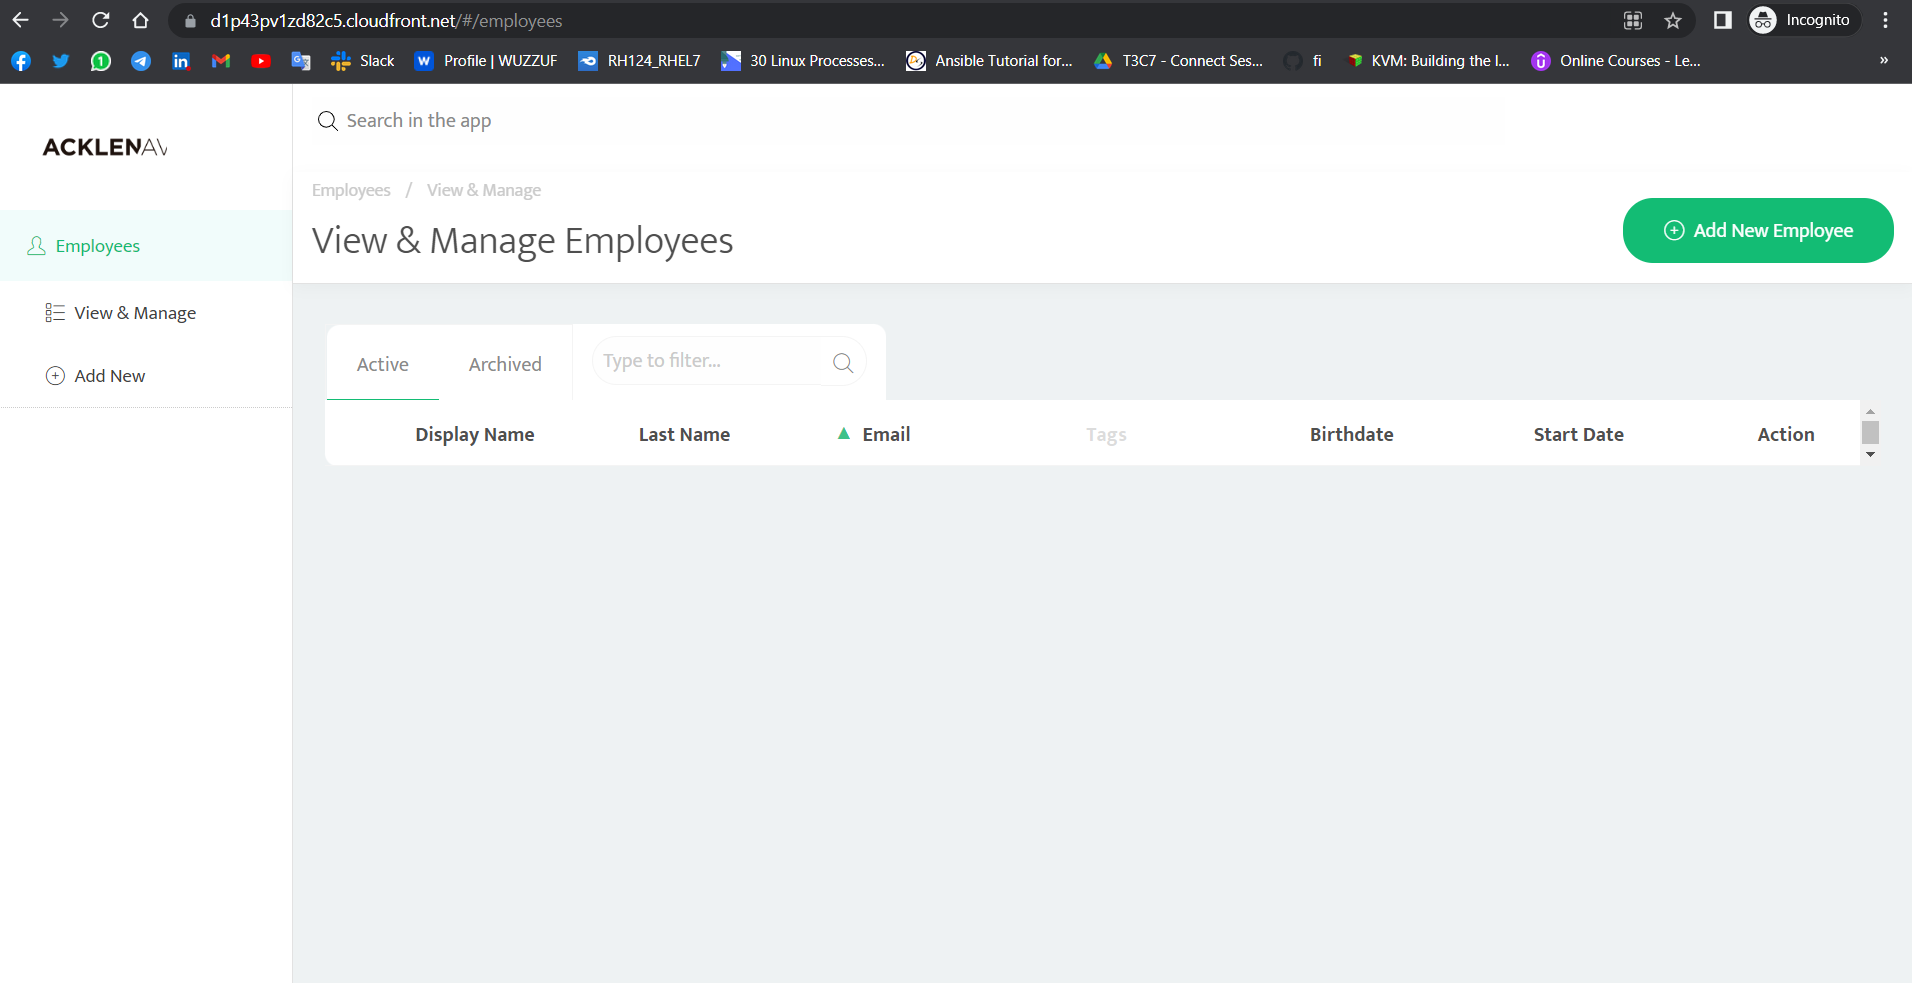 d1p43pv1zd82c5.cloudfront.net/#/employees
Incognito
Slack
Profile | WUZZUF
RH124_RHEL7
30 Linux Processes...
Ansible Tutorial for...
T3C7 - Connect Ses...
fi
KVM: Building the I...
Online Courses - Le...
»
ACKLENAV
Search in the app
Employees / View & Manage
View & Manage Employees
Add New Employee
Employees
View & Manage
Add New
Active
Archived
Type to filter...
Display Name
Last Name
Email
Tags
Birthdate
Start Date
Action